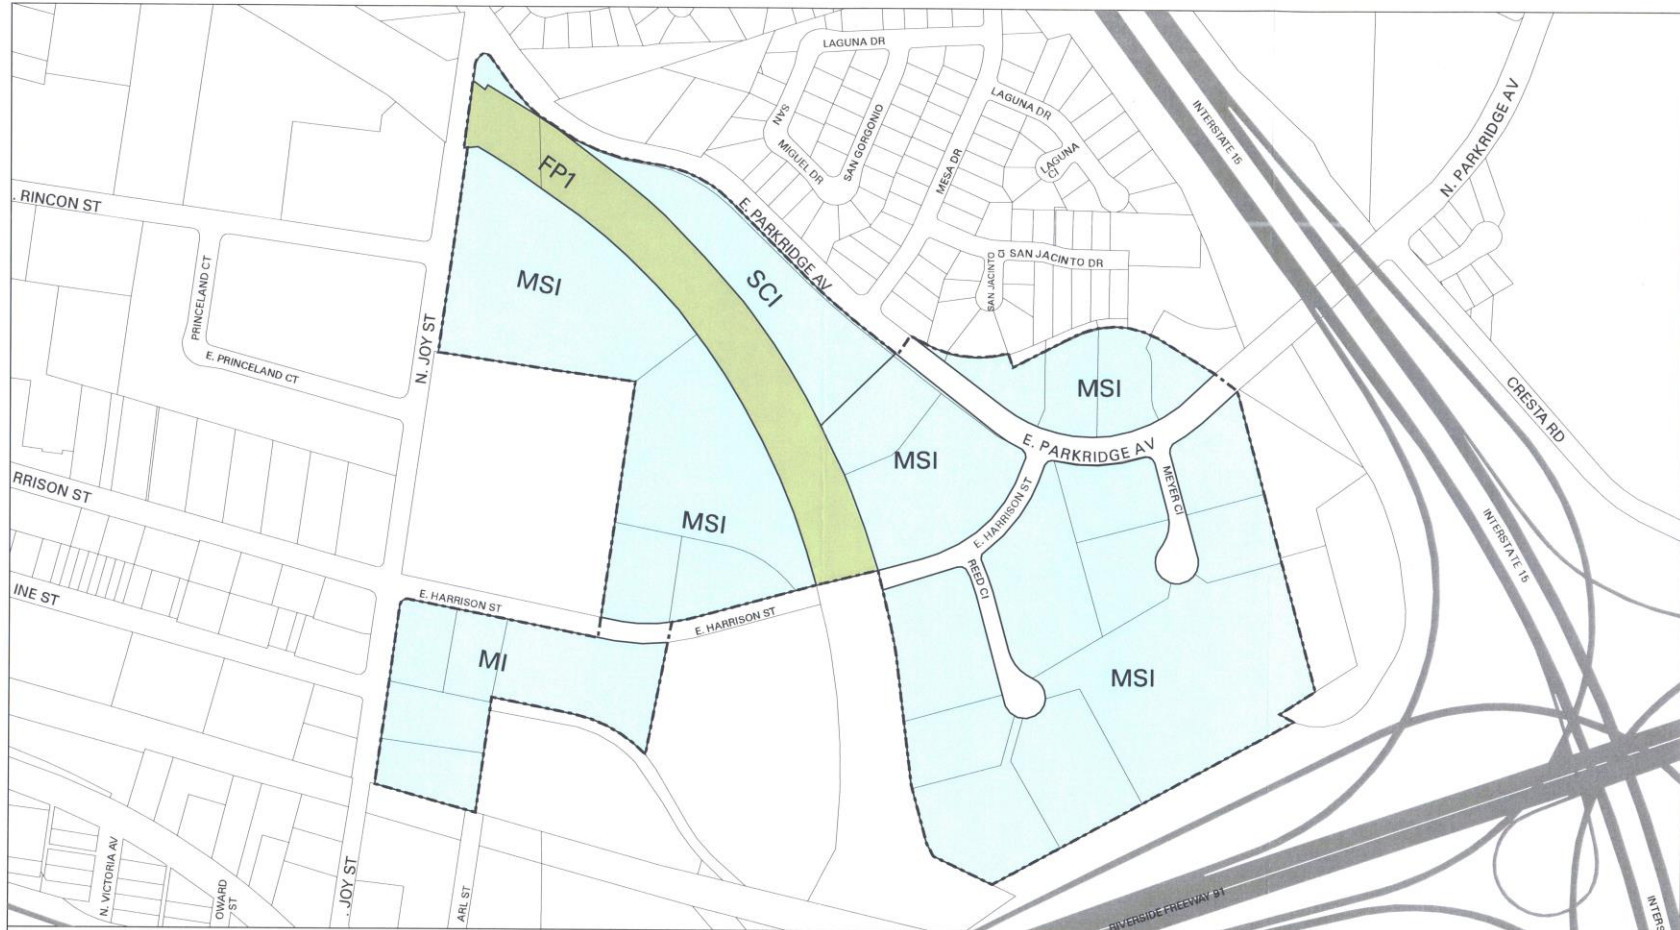 LAGUNA DR
LAGUNA DR
SAN
MIGUEL DR
SAN GORGONIO
MESA DR
LAGUNA
CI
INTERSTATE 15
N. PARKRIDGE AV
FP1
. RINCON ST
E. PARKRIDGE AV
SAN JACINTO DR
SAN JACINTO
CI
PRINCELAND CT
MSI
SCI
N. JOY ST
E. PRINCELAND CT
MSI
CRESTA RD
E. PARKRIDGE AV
MSI
RRISON ST
MEYER CI
MSI
E. HARRISON ST
INTERSTATE 15
REED CI
INE ST
E. HARRISON ST
E. HARRISON ST
MI
MSI
N. VICTORIA AV
OWARD
ST
. JOY ST
ARL ST
RIVERSIDE FREEWAY 91
INTERS